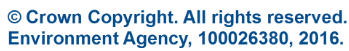 © Crown Copyright. All rights reserved.
Environment Agency, 100026380, 2016.